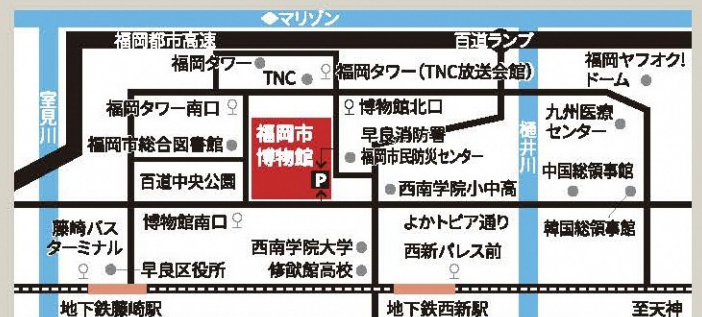 ◆マリゾン
福岡都市高速
百道ランプ
福岡タワー
TNC
福岡タワー(TNC放送会館)
福岡ヤフオク!
ドーム
室見川
福岡タワー南口
博物館北口
九州医療
センター
福岡市総合図書館
福岡市
博物館
早良消防署
福岡市民防災センター
樋井川
中国総領事館
百道中央公園
P
西南学院小中高
藤崎バス
ターミナル
博物館南口
よかトピア通り
韓国総領事館
西南学院大学
西新パレス前
早良区役所
修猷館高校
地下鉄藤崎駅
地下鉄西新駅
至天神